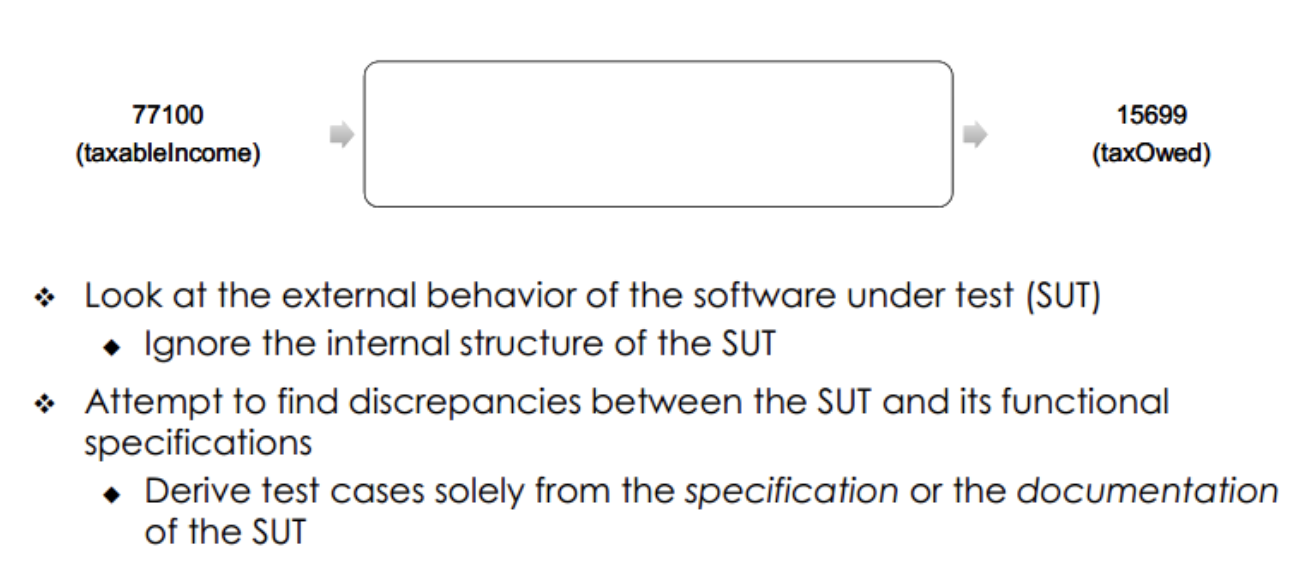 77100
(taxableIncome)
15699
(taxOwed)
❖ Look at the external behavior of the software under test (SUT)
◆ Ignore the internal structure of the SUT
❖ Attempt to find discrepancies between the SUT and its functional
specifications
◆ Derive test cases solely from the specification or the documentation
of the SUT